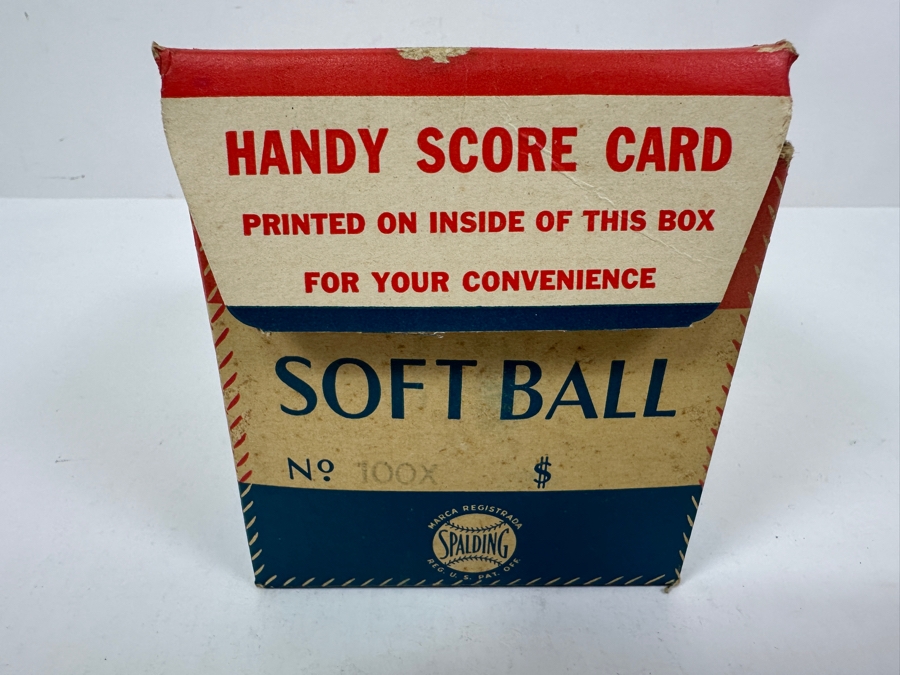 HANDY SCORE CARD
PRINTED ON INSIDE OF THIS BOX
FOR YOUR CONVENIENCE
SOFT BALL
Nº 100X $
MARCA REGISTRADA
SPALDING
REG. U. S. PAT. OFF.